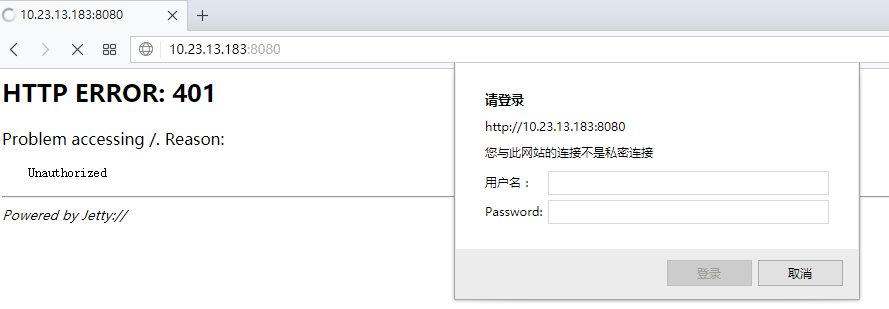 10.23.13.183:8080
10.23.13.183:8080
HTTP ERROR: 401
Problem accessing /. Reason:
Unauthorized
Powered by Jetty://
请登录
http://10.23.13.183:8080
您与此网站的连接不是私密连接
用户名：
Password:
登录
取消